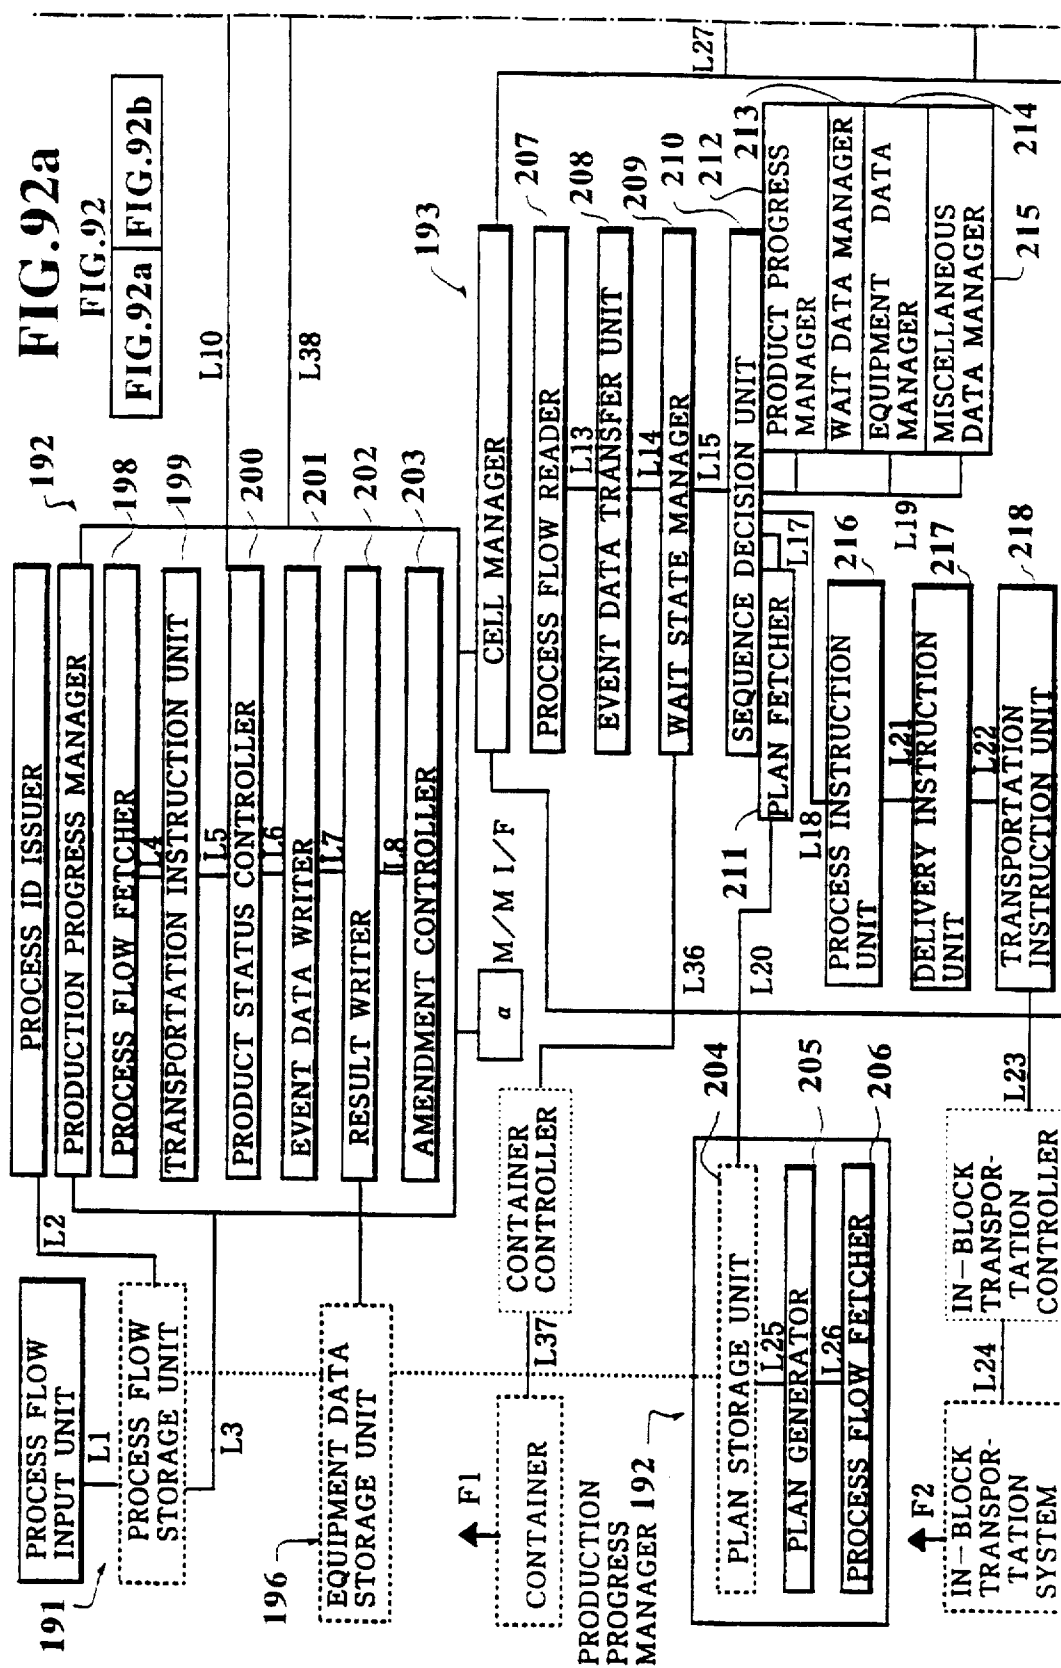 FIG.92a
FIG.92
FIG.92a FIG.92b
PROCESS FLOW
INPUT UNIT
L1
191
PROCESS FLOW
STORAGE UNIT
L2
L3
196
EQUIPMENT DATA
STORAGE UNIT
192
PROCESS ID ISSUER
PRODUCTION PROGRESS MANAGER
198
PROCESS FLOW FETCHER
L4
199
TRANSPORTATION INSTRUCTION UNIT
L5
200
PRODUCT STATUS CONTROLLER
L6
201
EVENT DATA WRITER
L7
202
RESULT WRITER
L8
203
AMENDMENT CONTROLLER
L10
L38
α
M/M I/F
F1
CONTAINER
L37
CONTAINER
CONTROLLER
L36
193
CELL MANAGER
L27
207
PROCESS FLOW READER
L13
208
EVENT DATA TRANSFER UNIT
L14
209
WAIT STATE MANAGER
L15
210
SEQUENCE DECISION UNIT
212
213
PRODUCT PROGRESS
MANAGER
WAIT DATA MANAGER
EQUIPMENT DATA
MANAGER
214
MISCELLANEOUS
DATA MANAGER
215
211
PLAN FETCHER
L17
L18
L19
L20
216
PROCESS INSTRUCTION
UNIT
L21
217
DELIVERY INSTRUCTION
UNIT
L22
218
TRANSPORTATION
INSTRUCTION UNIT
L23
PRODUCTION
PROGRESS
MANAGER 192
204
PLAN STORAGE UNIT
L25
205
PLAN GENERATOR
L26
206
PROCESS FLOW FETCHER
F2
IN-BLOCK
TRANSPOR-
TATION
SYSTEM
L24
IN-BLOCK
TRANSPOR-
TATION
CONTROLLER